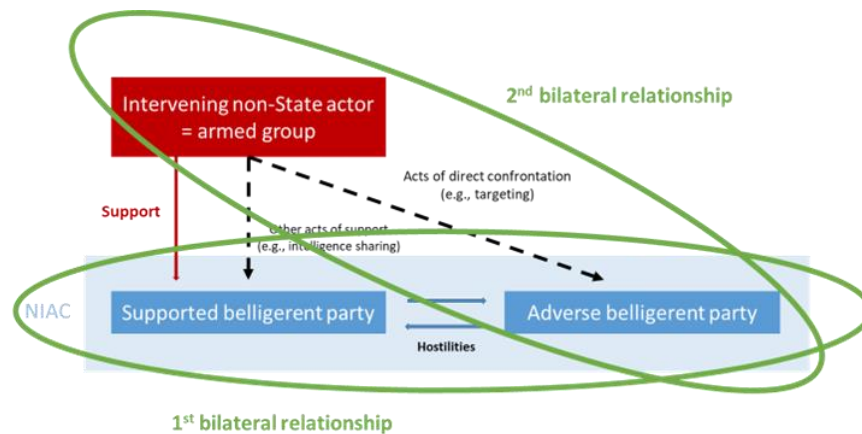 2nd bilateral relationship
Intervening non-State actor
= armed group
Acts of direct confrontation
(e.g., targeting)
Support
Other acts of support
(e.g., intelligence sharing)
NIAC
Supported belligerent party
Adverse belligerent party
Hostilities
1st bilateral relationship